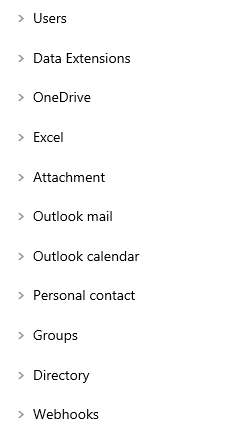 Users
Data Extensions
OneDrive
Excel
Attachment
Outlook mail
Outlook calendar
Personal contact
Groups
Directory
Webhooks